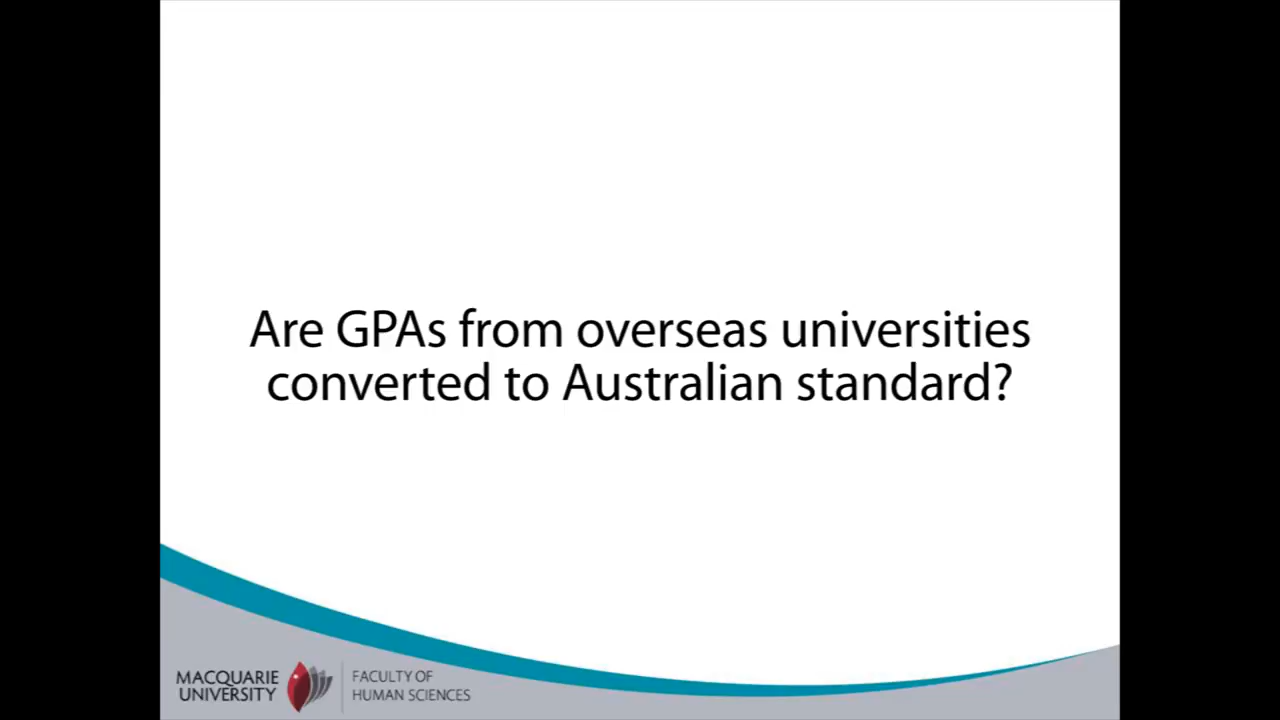 Are GPAs from overseas universities
converted to Australian standard?
MACQUARIE
UNIVERSITY
FACULTY OF
HUMAN SCIENCES